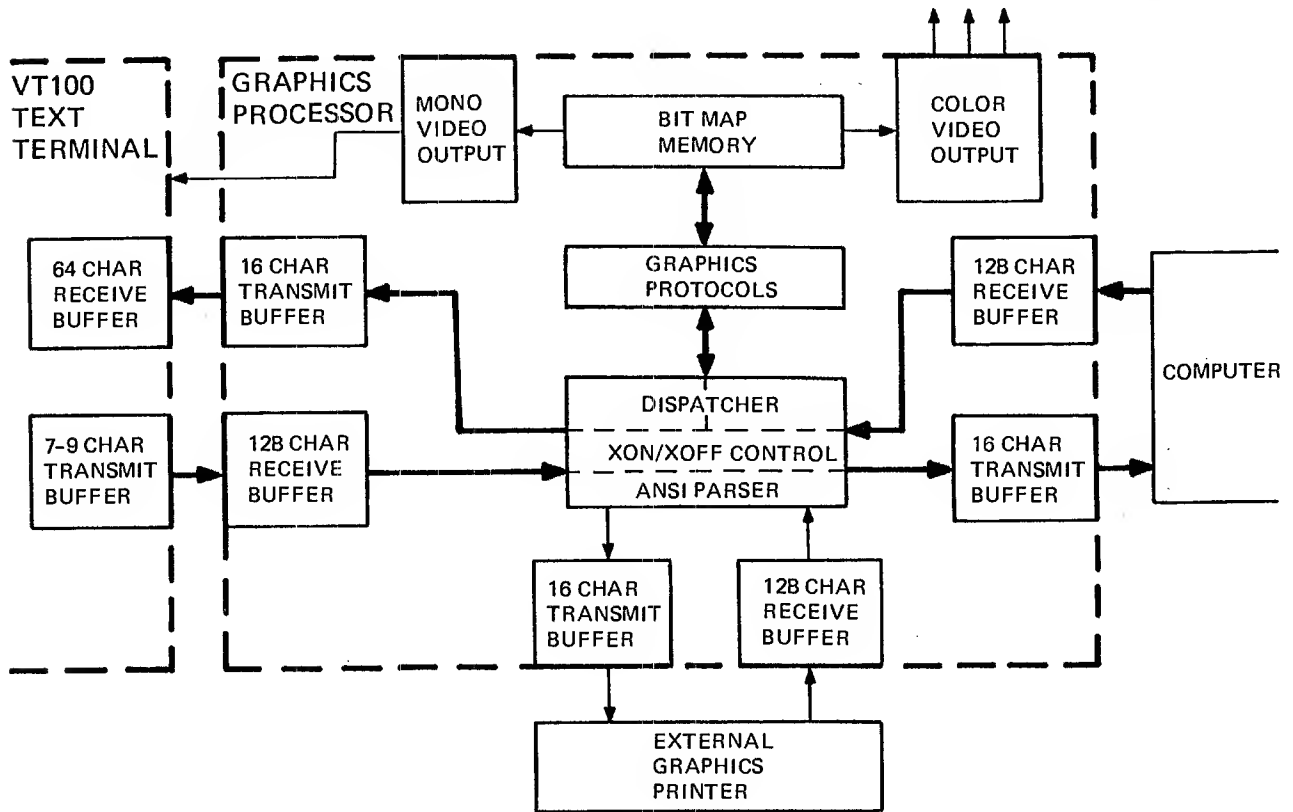 VT100
TEXT
TERMINAL
GRAPHICS
PROCESSOR
MONO
VIDEO
OUTPUT
BIT MAP
MEMORY
COLOR
VIDEO
OUTPUT
64 CHAR
RECEIVE
BUFFER
16 CHAR
TRANSMIT
BUFFER
GRAPHICS
PROTOCOLS
128 CHAR
RECEIVE
BUFFER
COMPUTER
7-9 CHAR
TRANSMIT
BUFFER
128 CHAR
RECEIVE
BUFFER
DISPATCHER
XON/XOFF CONTROL
ANSI PARSER
16 CHAR
TRANSMIT
BUFFER
16 CHAR
TRANSMIT
BUFFER
128 CHAR
RECEIVE
BUFFER
EXTERNAL
GRAPHICS
PRINTER